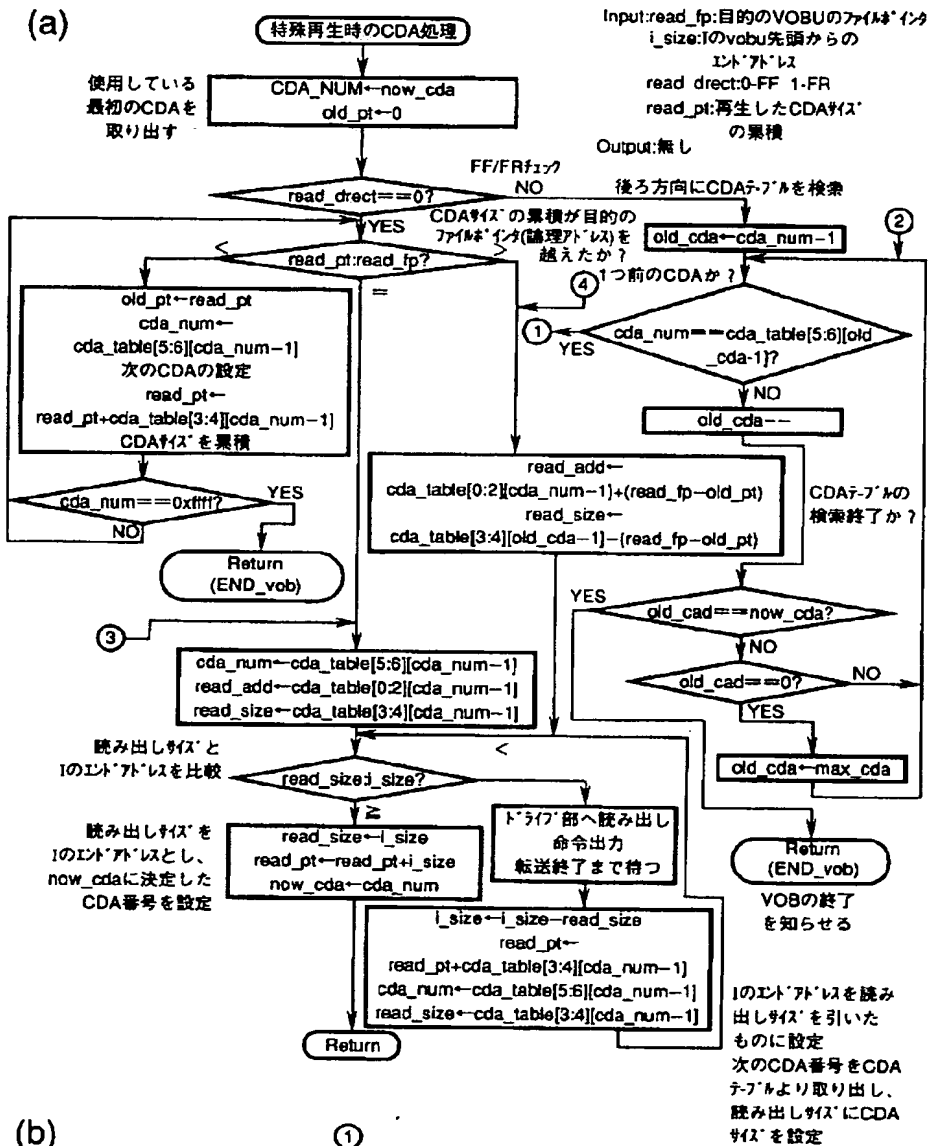 (a)
特殊再生時のCDA処理
Input:read_fp:目的のVOBUのファイルポインタ
i_size:Iのvobu先頭からの
エンドアドレス
read drect:0-FF 1-FR
read_pt:再生したCDAサイズ
の累積
Output:無し
使用している
最初のCDAを
取り出す
CDA_NUM←now_cda
old_pt←0
FF/FRチェック
read_drect==0?
NO
YES
後ろ方向にCDAテーブルを検索
②
old_cda←cda_num-1
CDAサイズの累積が目的の
ファイルポインタ(論理アドレス)を
越えたか?
<
read_pt:read_fp?
>
=
④
1つ前のCDAか?
old_pt←read_pt
cda_num←
cda_table[5:6][cda_num-1]
次のCDAの設定
read_pt←
read_pt+cda_table[3:4][cda_num-1]
CDAサイズを累積
①
YES
cda_num==cda_table[5:6][old
_cda-1]?
NO
old_cda--
cda_num==0xffff?
YES
NO
Return
(END_vob)
read_add←
cda_table[0:2][cda_num-1]+(read_fp-old_pt)
read_size←
cda_table[3:4][old_cda-1]-(read_fp-old_pt)
CDAテーブルの
検索終了か?
YES
old_cad==now_cda?
NO
③
old_cad==0?
NO
YES
cda_num←cda_table[5:6][cda_num-1]
read_add←cda_table[0:2][cda_num-1]
read_size←cda_table[3:4][cda_num-1]
old_cda←max_cda
読み出しサイズと
Iのエンドアドレスを比較
read_size:i_size?
<
≧
ドライブ部へ読み出し
命令出力
転送終了まで待つ
Return
(END_vob)
VOBの終了
を知らせる
読み出しサイズを
Iのエンドアドレスとし、
now_cdaに決定した
CDA番号を設定
read_size←i_size
read_pt←read_pt+i_size
now_cda←cda_num
i_size←i_size-read_size
read_pt←
read_pt+cda_table[3:4][cda_num-1]
cda_num←cda_table[5:6][cda_num-1]
read_size←cda_table[3:4][cda_num-1]
Return
Iのエンドアドレスを読み
出しサイズを引いた
ものに設定
次のCDA番号をCDA
テーブルより取り出し、
読み出しサイズにCDA
サイズを設定
(b)
①